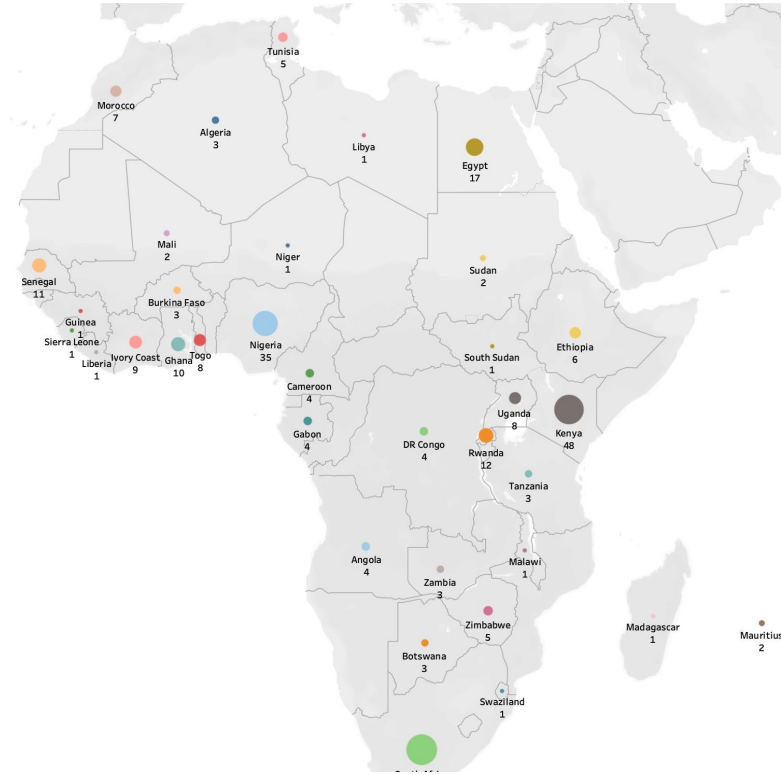 Tunisia
5
Morocco
7
Algeria
3
Libya
1
Egypt
17
Mali
2
Niger
1
Sudan
2
Senegal
11
Burkina Faso
3
Guinea
1
Sierra Leone
1
Liberia
1
Ivory Coast
9
Ghana
10
Togo
8
Nigeria
35
South Sudan
1
Ethiopia
6
Cameroon
4
Uganda
8
Kenya
48
Gabon
4
DR Congo
4
Rwanda
12
Tanzania
3
Angola
4
Malawi
1
Zambia
3
Zimbabwe
5
Madagascar
1
Mauritius
2
Botswana
3
Swaziland
1